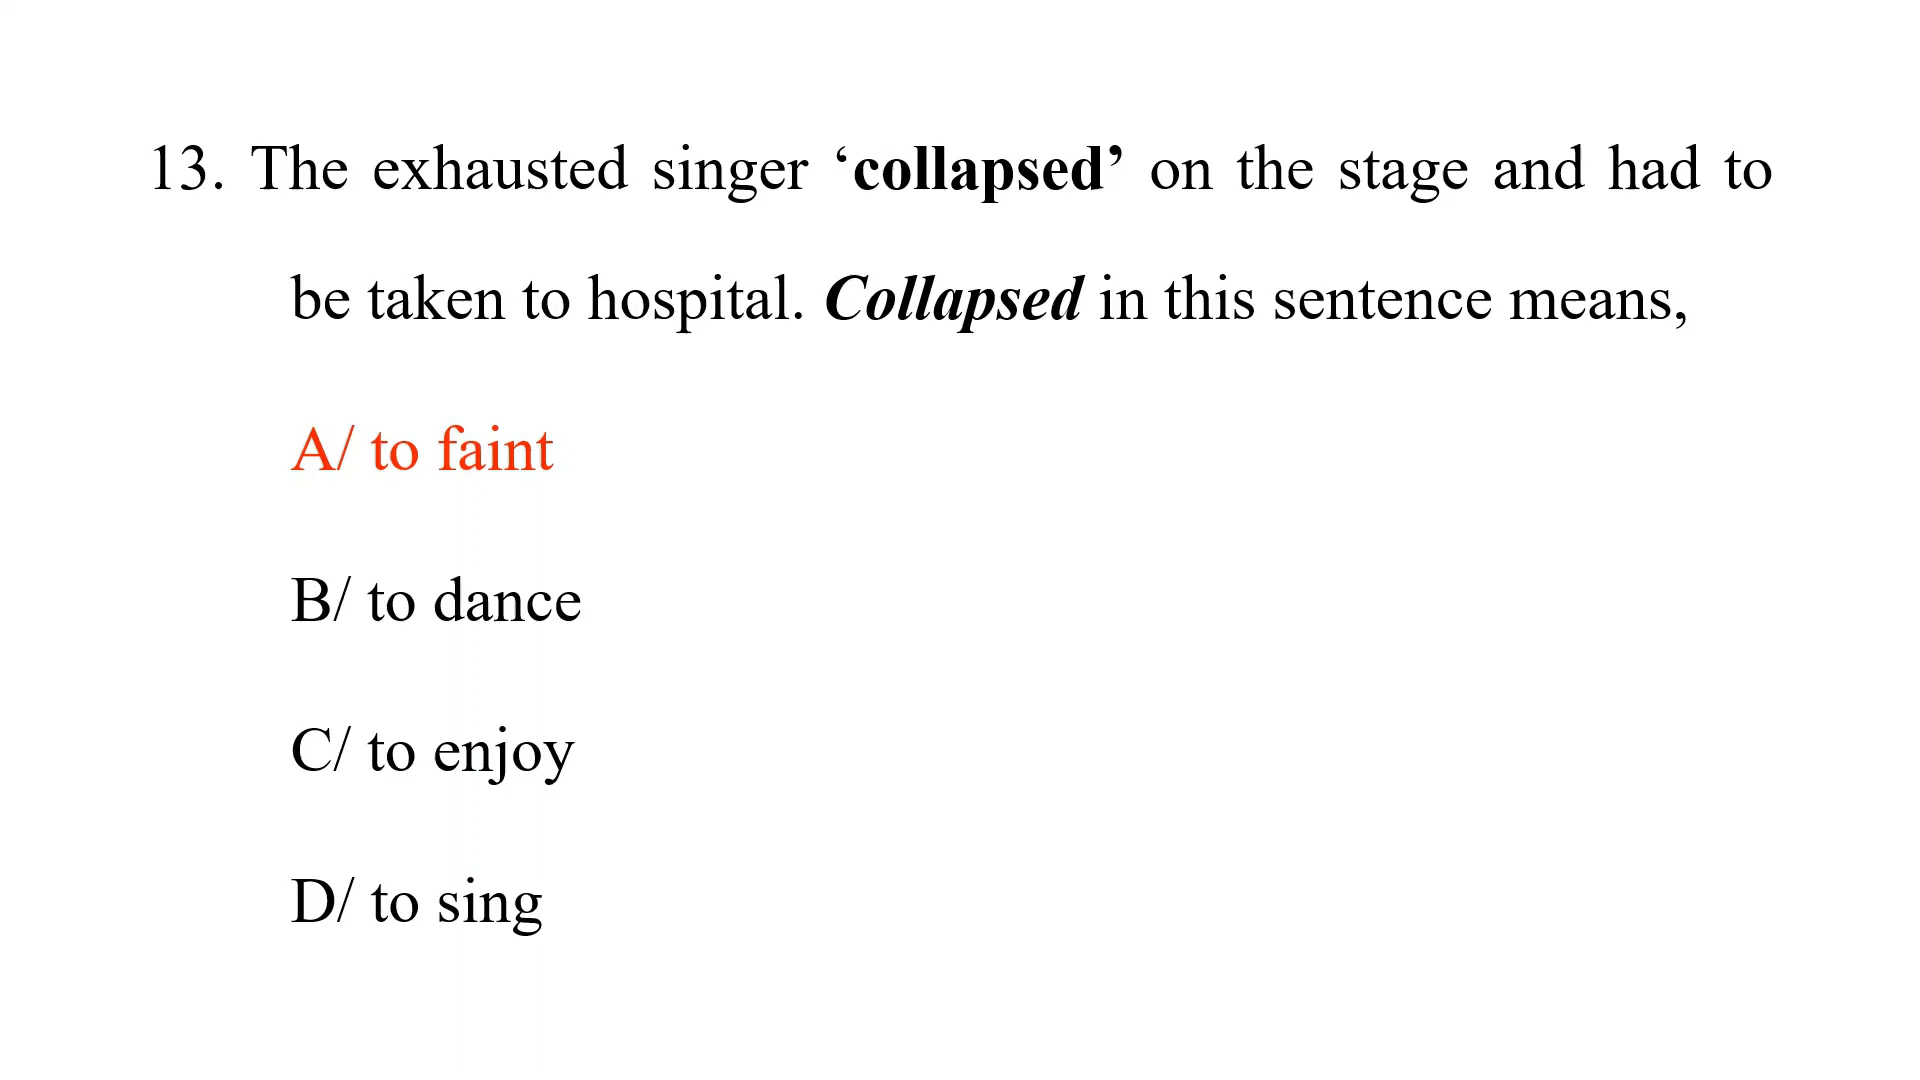 13. The exhausted singer ‘collapsed’ on the stage and had to
be taken to hospital. Collapsed in this sentence means,
A/ to faint
B/ to dance
C/ to enjoy
D/ to sing